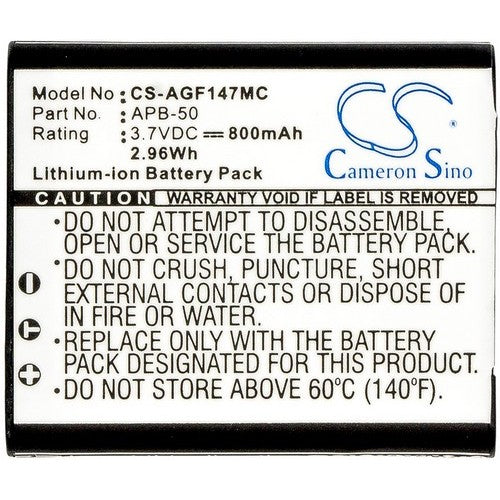 Model No.: CS-AGF147MC
Part No.: APB-50
Rating: 3.7VDC ⎓ 800mAh
2.96Wh
Lithium-ion Battery Pack
CS
Cameron Sino
WARRANTY VOID IF LABEL IS REMOVED
•DO NOT ATTEMPT TO DISASSEMBLE,
OPEN OR SERVICE THE BATTERY PACK.
•DO NOT CRUSH, PUNCTURE, SHORT
EXTERNAL CONTACTS OR DISPOSE OF
IN FIRE OR WATER.
•REPLACE ONLY WITH THE BATTERY
PACK DESIGNATED FOR THE PRODUCT.
•DO NOT STORE ABOVE 60°C (140°F).